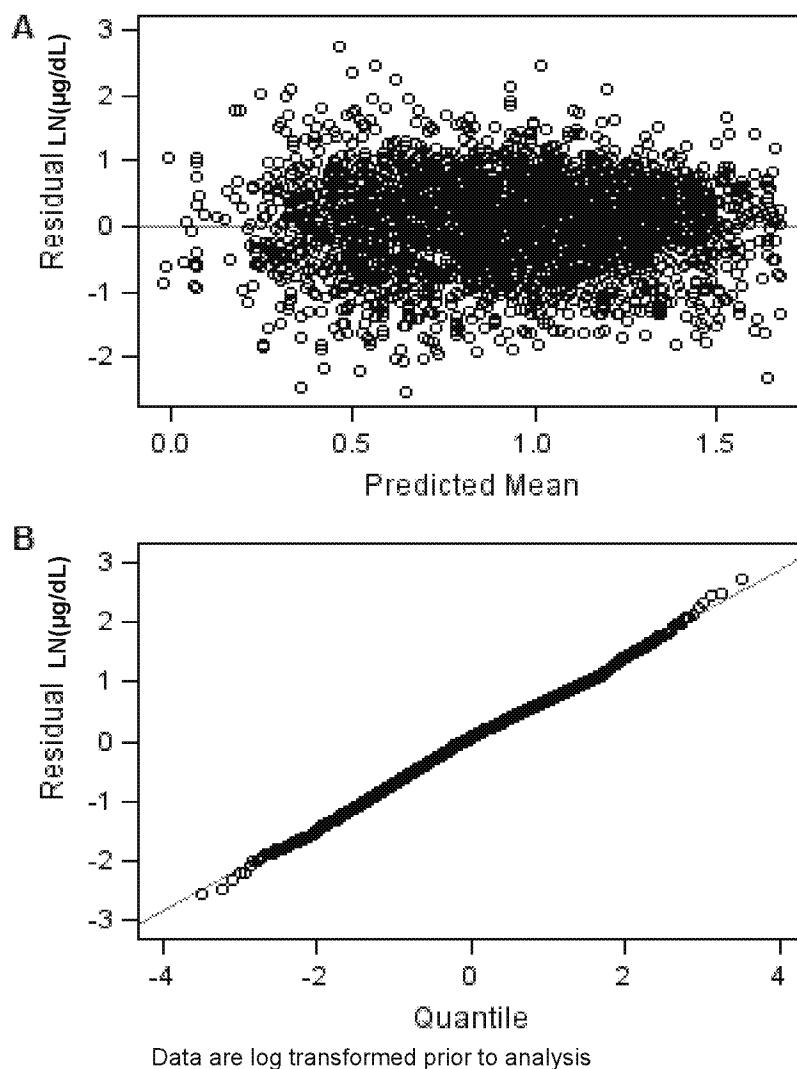 A
Residual LN(µg/dL)
3
2
1
0
-1
-2
0.0 0.5 1.0 1.5
Predicted Mean
B
Residual LN(µg/dL)
3
2
1
0
-1
-2
-3
-4 -2 0 2 4
Quantile
Data are log transformed prior to analysis